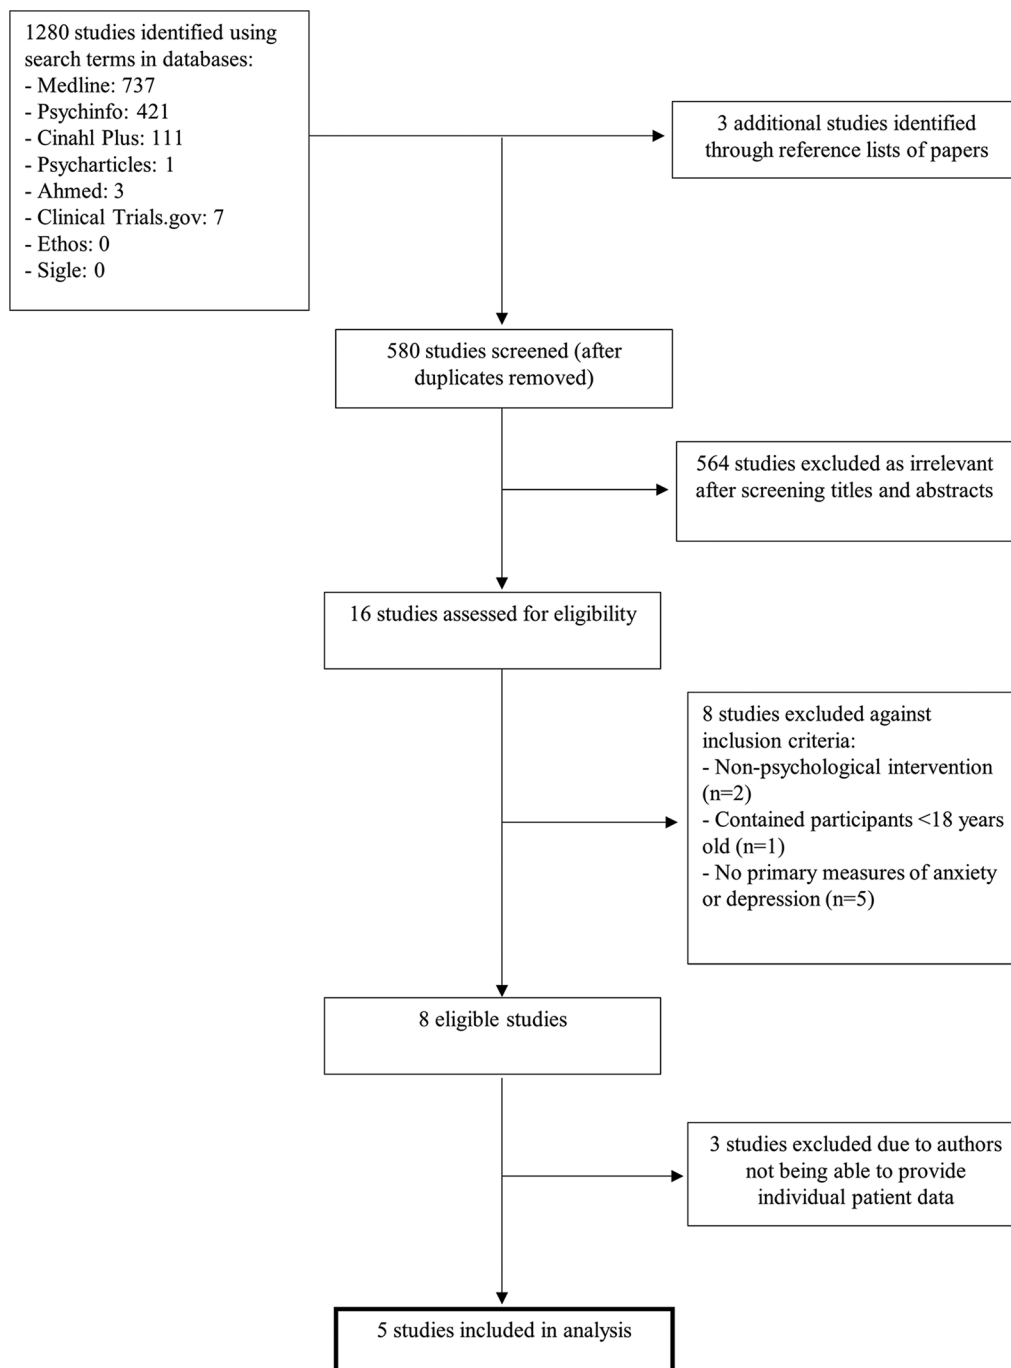 1280 studies identified using
search terms in databases:
- Medline: 737
- Psychinfo: 421
- Cinahl Plus: 111
- Psycharticles: 1
- Ahmed: 3
- Clinical Trials.gov: 7
- Ethos: 0
- Sigle: 0
3 additional studies identified
through reference lists of papers
580 studies screened (after
duplicates removed)
564 studies excluded as irrelevant
after screening titles and abstracts
16 studies assessed for eligibility
8 studies excluded against
inclusion criteria:
- Non-psychological intervention
(n=2)
- Contained participants <18 years
old (n=1)
- No primary measures of anxiety
or depression (n=5)
8 eligible studies
3 studies excluded due to authors
not being able to provide
individual patient data
5 studies included in analysis